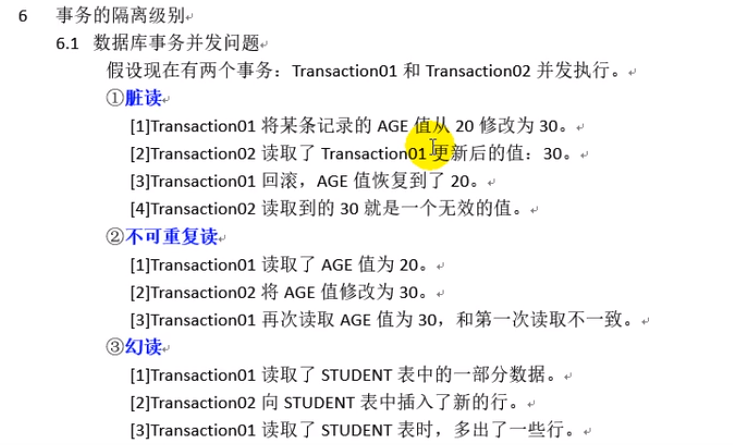 6 事务的隔离级别
6.1 数据库事务并发问题
假设现在有两个事务：Transaction01 和 Transaction02 并发执行。
①脏读
[1]Transaction01 将某条记录的 AGE 值从 20 修改为 30。
[2]Transaction02 读取了 Transaction01 更新后的值：30。
[3]Transaction01 回滚，AGE 值恢复到了 20。
[4]Transaction02 读取到的 30 就是一个无效的值。
②不可重复读
[1]Transaction01 读取了 AGE 值为 20。
[2]Transaction02 将 AGE 值修改为 30。
[3]Transaction01 再次读取 AGE 值为 30，和第一次读取不一致。
③幻读
[1]Transaction01 读取了 STUDENT 表中的一部分数据。
[2]Transaction02 向 STUDENT 表中插入了新的行。
[3]Transaction01 读取了 STUDENT 表时，多出了一些行。